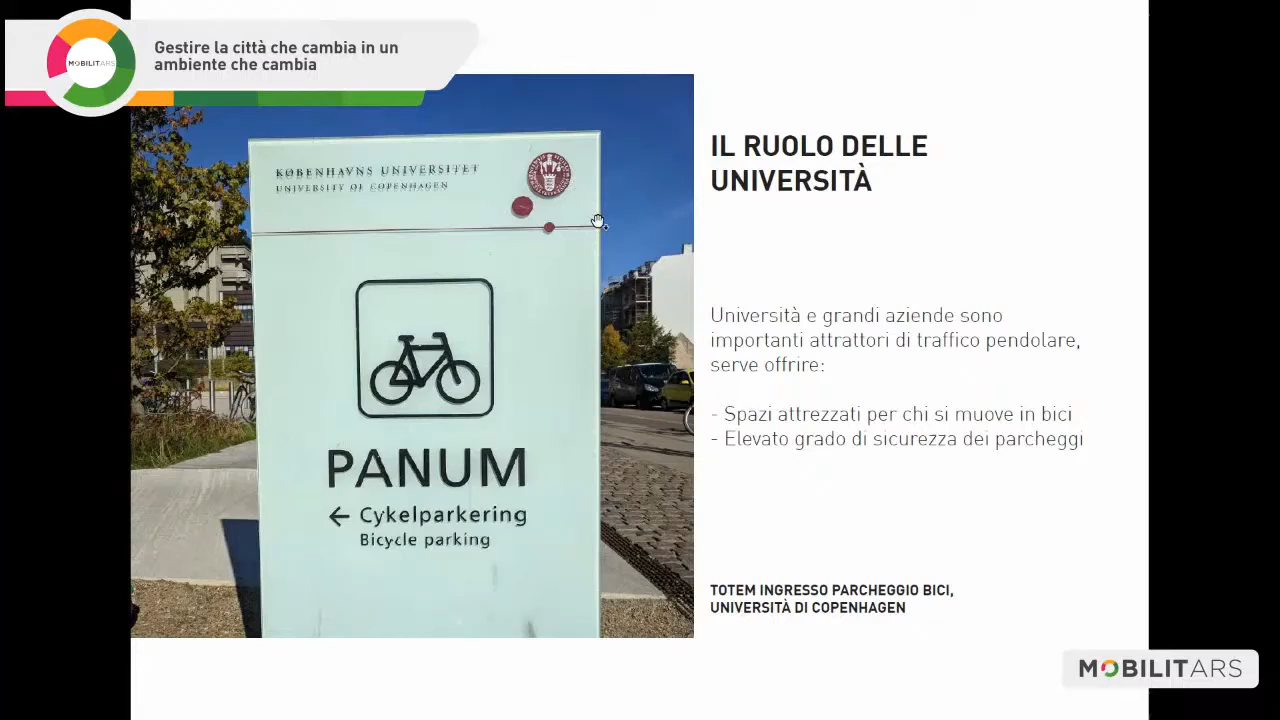 MOBILITARS
Gestire la città che cambia in un
ambiente che cambia
KØBENHAVNS UNIVERSITET
UNIVERSITY OF COPENHAGEN
PANUM
← Cykelparkering
Bicycle parking
IL RUOLO DELLE
UNIVERSITÀ
Università e grandi aziende sono
importanti attrattori di traffico pendolare,
serve offrire:
- Spazi attrezzati per chi si muove in bici
- Elevato grado di sicurezza dei parcheggi
TOTEM INGRESSO PARCHEGGIO BICI,
UNIVERSITÀ DI COPENHAGEN
MOBILITARS